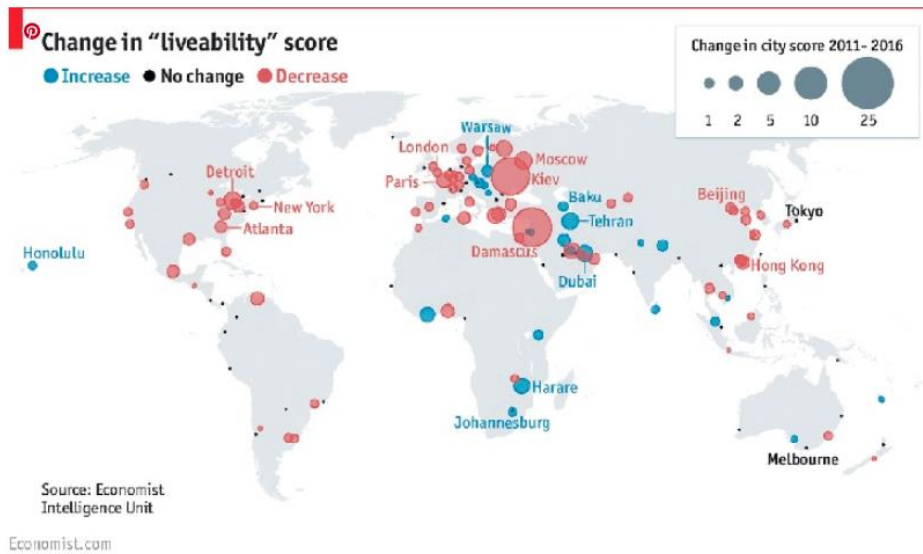 Change in “liveability” score
Increase No change Decrease
Change in city score 2011- 2016
1 2 5 10 25
Warsaw
London
Moscow
Paris
Kiev
Detroit
New York
Atlanta
Baku
Tehran
Beijing
Tokyo
Honolulu
Damascus
Dubai
Hong Kong
Harare
Johannesburg
Melbourne
Source: Economist
Intelligence Unit
Economist.com